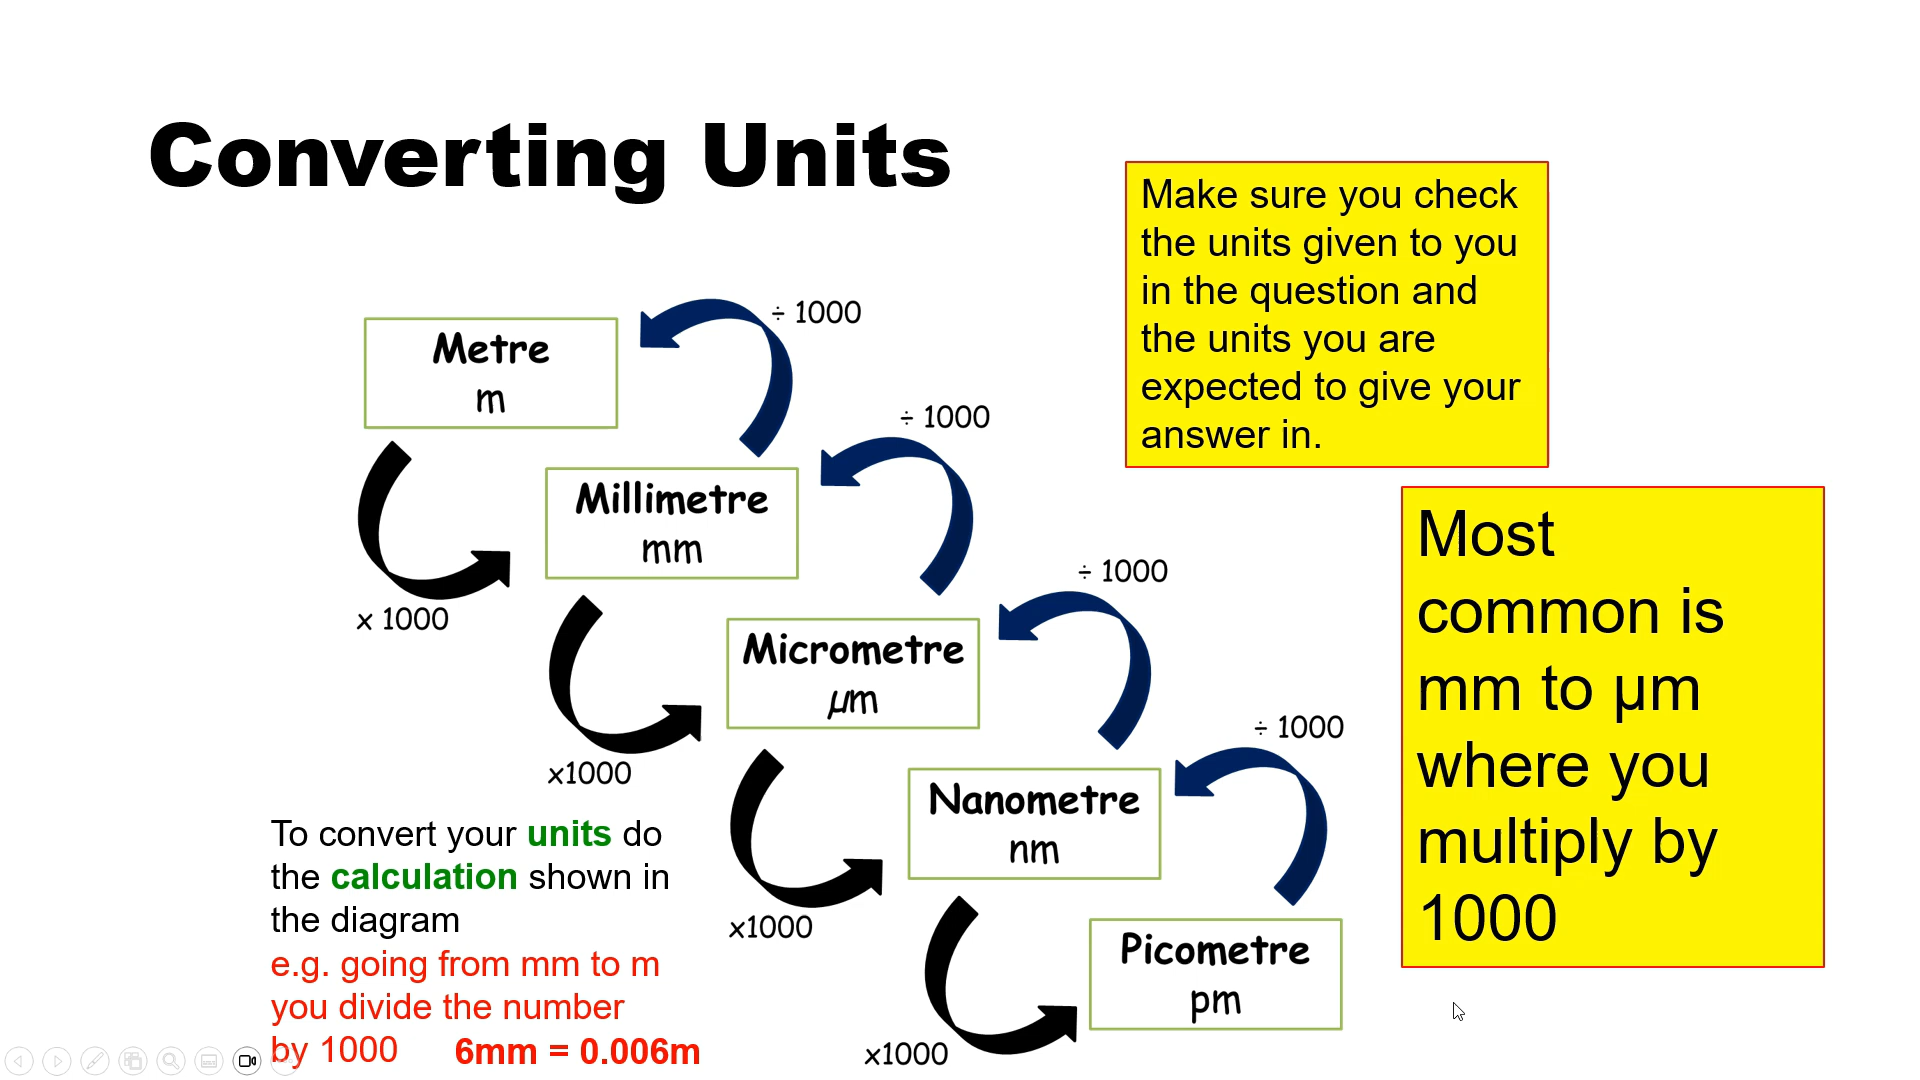 Converting Units
Make sure you check
the units given to you
in the question and
the units you are
expected to give your
answer in.
÷ 1000
Metre
m
÷ 1000
Millimetre
mm
x 1000
÷ 1000
Micrometre
µm
x1000
÷ 1000
Nanometre
nm
x1000
Picometre
pm
x1000
Most
common is
mm to µm
where you
multiply by
1000
To convert your units do
the calculation shown in
the diagram
e.g. going from mm to m
you divide the number
by 1000
6mm = 0.006m